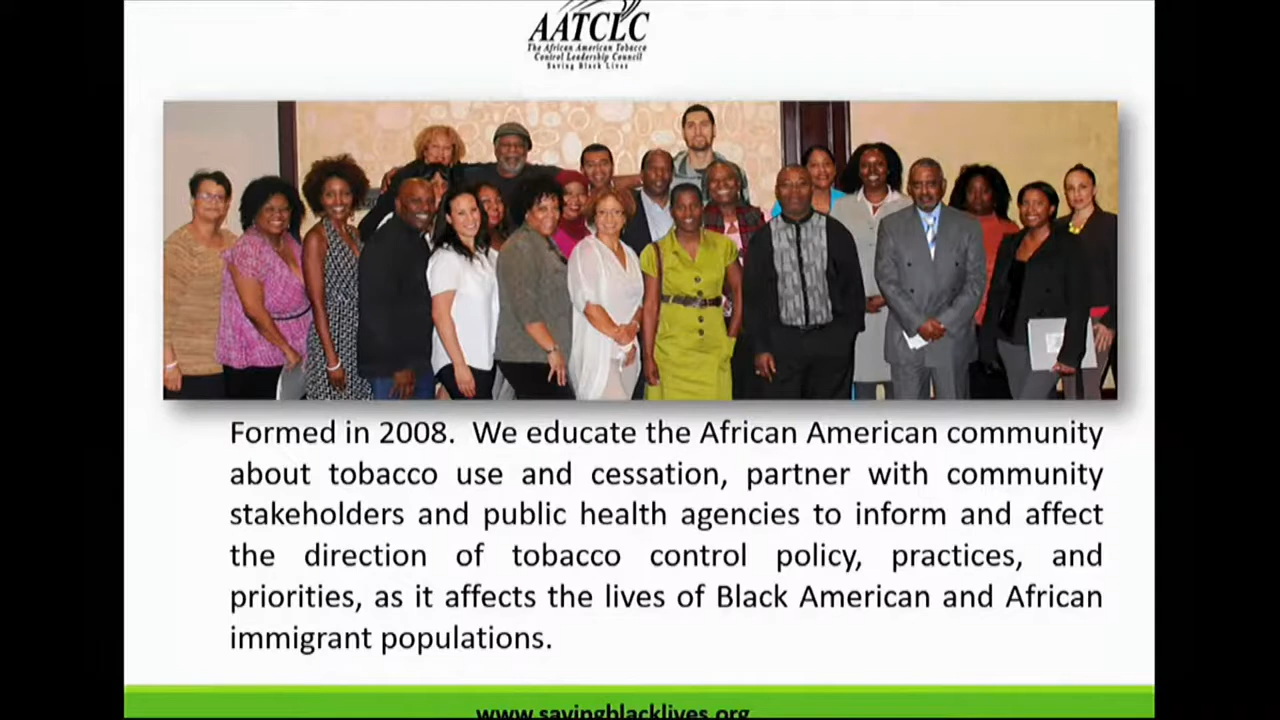 AATCLC
The African American Tobacco
Control Leadership Council
Saving Black Lives
Formed in 2008. We educate the African American community
about tobacco use and cessation, partner with community
stakeholders and public health agencies to inform and affect
the direction of tobacco control policy, practices, and
priorities, as it affects the lives of Black American and African
immigrant populations.
www.savingblacklives.org